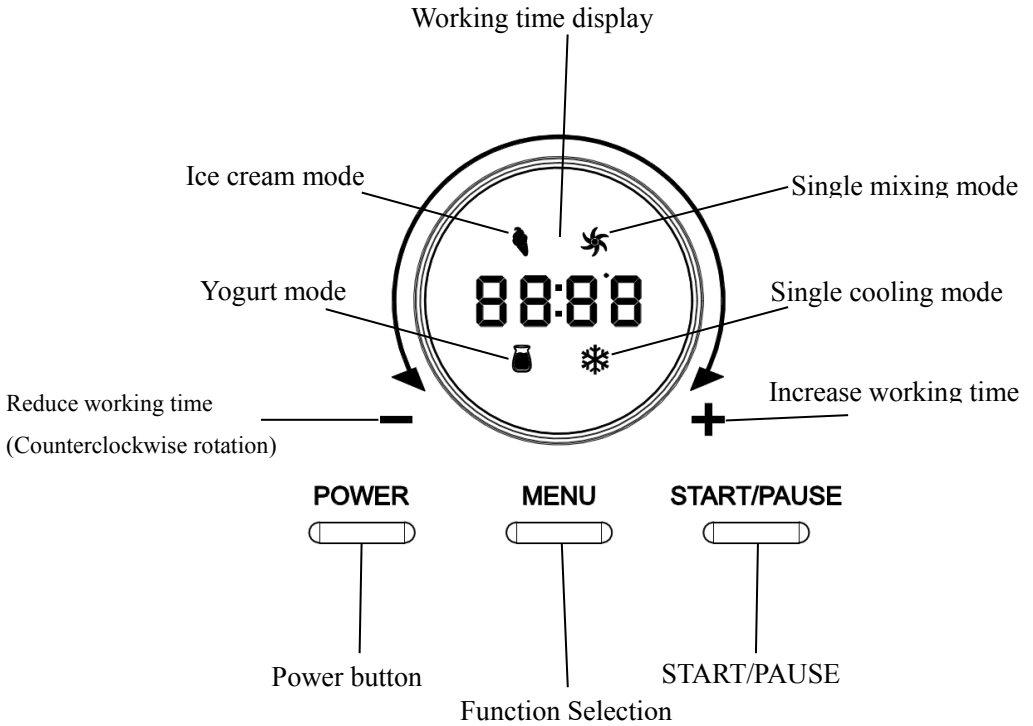 Working time display
Ice cream mode
Single mixing mode
88:88
Yogurt mode
Single cooling mode
Reduce working time
(Counterclockwise rotation)
Increase working time
POWER
MENU
START/PAUSE
Power button
START/PAUSE
Function Selection